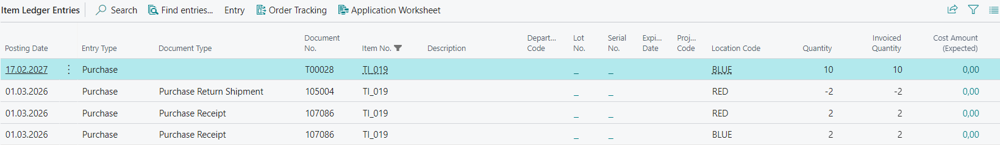 Item Ledger Entries Search Find entries... Entry Order Tracking Application Worksheet
Posting Date Entry Type Document Type Document No. Item No. Description Depart... Code Lot No. Serial No. Expi... Date Proj... Code Location Code Quantity Invoiced Quantity Cost Amount (Expected)
17.02.2027 Purchase T00028 TI_019 _ _ BLUE 10 10 0,00
01.03.2026 Purchase Purchase Return Shipment 105004 TI_019 _ _ RED -2 -2 0,00
01.03.2026 Purchase Purchase Receipt 107086 TI_019 _ _ RED 2 2 0,00
01.03.2026 Purchase Purchase Receipt 107086 TI_019 _ _ BLUE 2 2 0,00